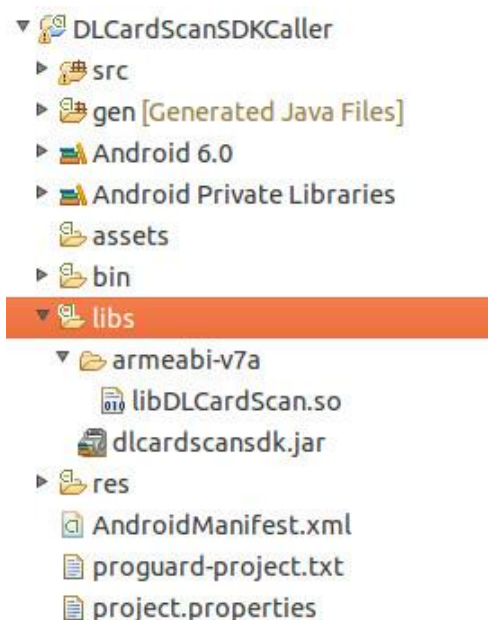 DLCardScanSDKCaller
src
gen [Generated Java Files]
Android 6.0
Android Private Libraries
assets
bin
libs
armeabi-v7a
libDLCardScan.so
dlcardscansdk.jar
res
AndroidManifest.xml
proguard-project.txt
project.properties